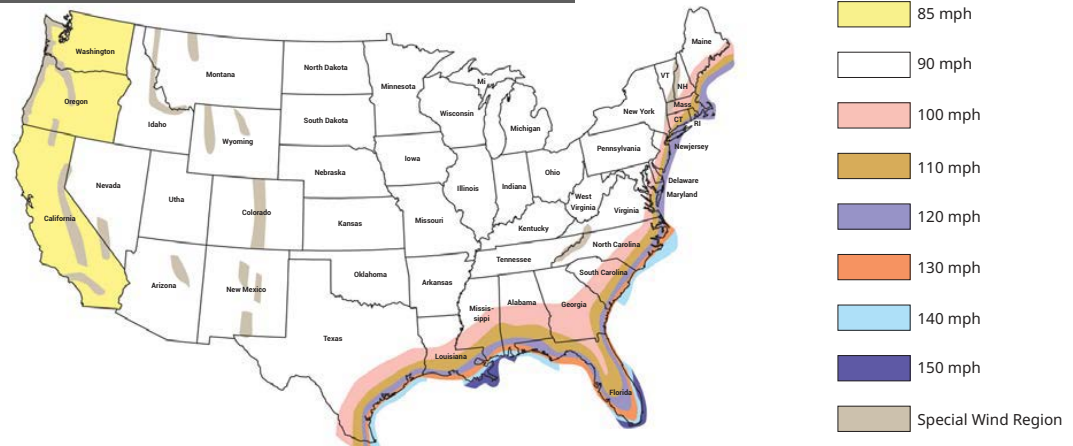 Washington
Montana
North Dakota
Minnesota
Mi
Maine
VT
NH
Oregon
Idaho
Wyoming
South Dakota
Wisconsin
Michigan
New York
Mass
CT
RI
Nebraska
Iowa
Pennsylvania
Newjersey
Nevada
Utha
Colorado
Kansas
Missouri
Illinois
Indiana
Ohio
West
Virginia
Virginia
Delaware
Maryland
California
Kentucky
Arizona
New Mexico
Oklahoma
Arkansas
Tennessee
North Carolina
South Carolina
Texas
Louisiana
Missis-
sippi
Alabama
Georgia
Florida
85 mph
90 mph
100 mph
110 mph
120 mph
130 mph
140 mph
150 mph
Special Wind Region